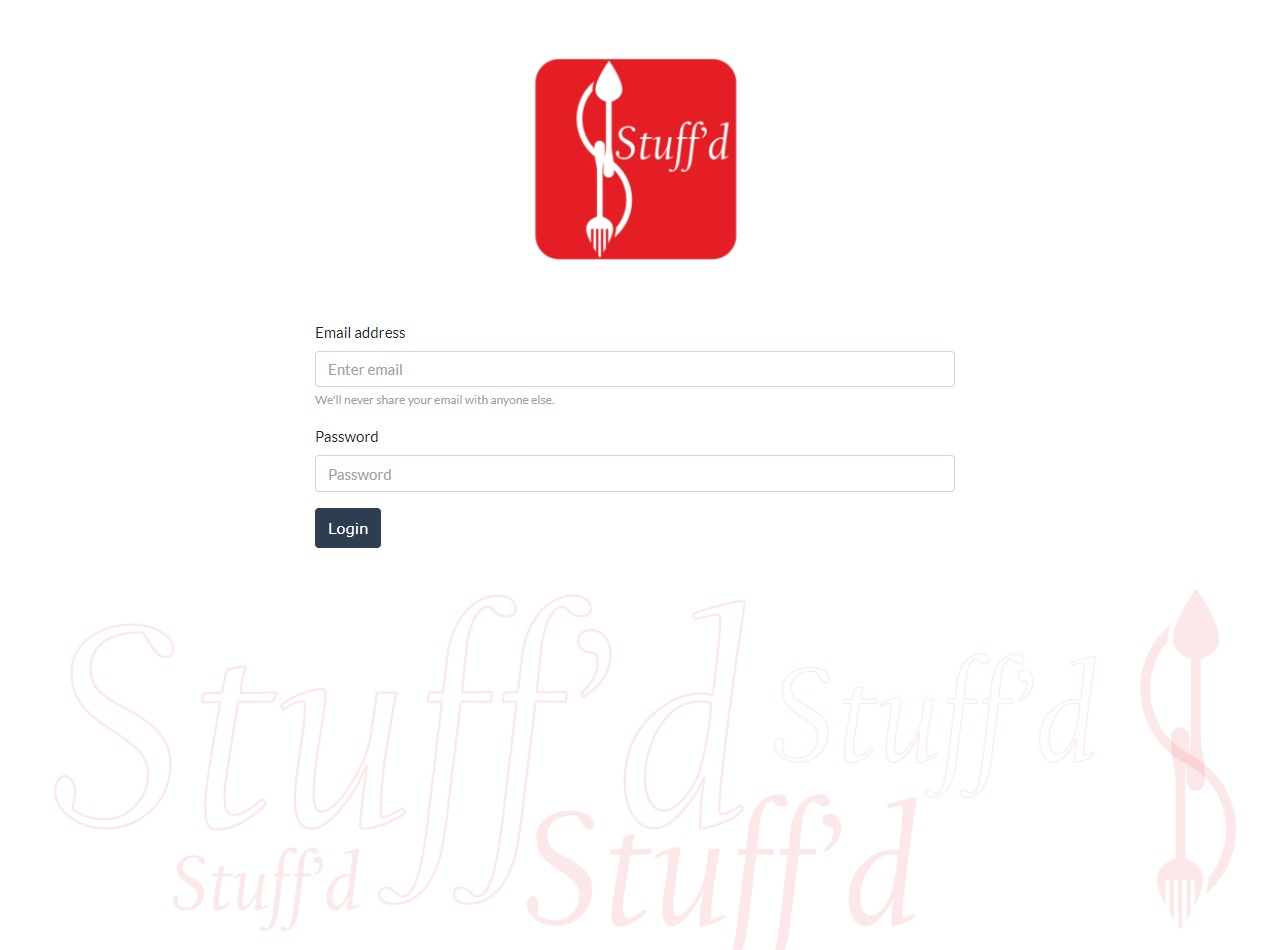 Stuff'd
Email address
Enter email
We'll never share your email with anyone else.
Password
Password
Login
Stuff'd
Stuff'd
Stuff'd
Stuff'd